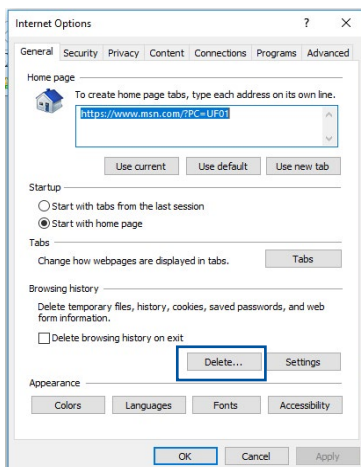 Internet Options ? X
General Security Privacy Content Connections Programs Advanced
Home page
To create home page tabs, type each address on its own line.
https://www.msn.com/?PC=UF01
Use current Use default Use new tab
Startup
Start with tabs from the last session
Start with home page
Tabs
Change how webpages are displayed in tabs. Tabs
Browsing history
Delete temporary files, history, cookies, saved passwords, and web
form information.
Delete browsing history on exit
Delete... Settings
Appearance
Colors Languages Fonts Accessibility
OK Cancel Apply